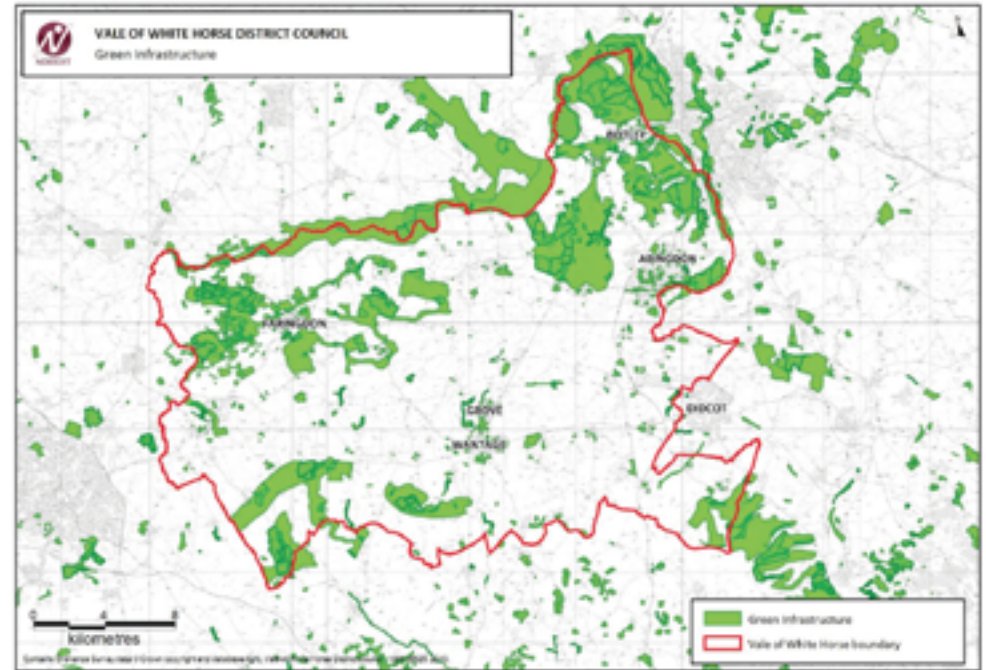 VALE OF WHITE HORSE DISTRICT COUNCIL
Green Infrastructure
BOTLEY
ABINGDON
FARINGDON
GROVE
WANTAGE
DIDCOT
0 4 8
kilometres
Green Infrastructure
Vale of White Horse boundary